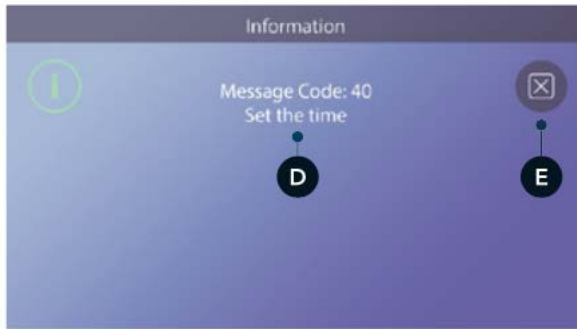 Information
Message Code: 40
Set the time
D
E